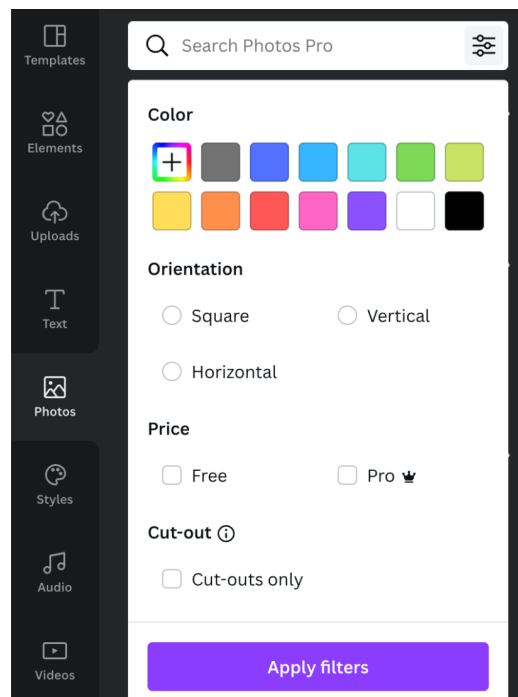 Templates
Elements
Uploads
Text
Photos
Styles
Audio
Videos
Search Photos Pro
Color
Orientation
Square
Vertical
Horizontal
Price
Free
Pro
Cut-out
Cut-outs only
Apply filters